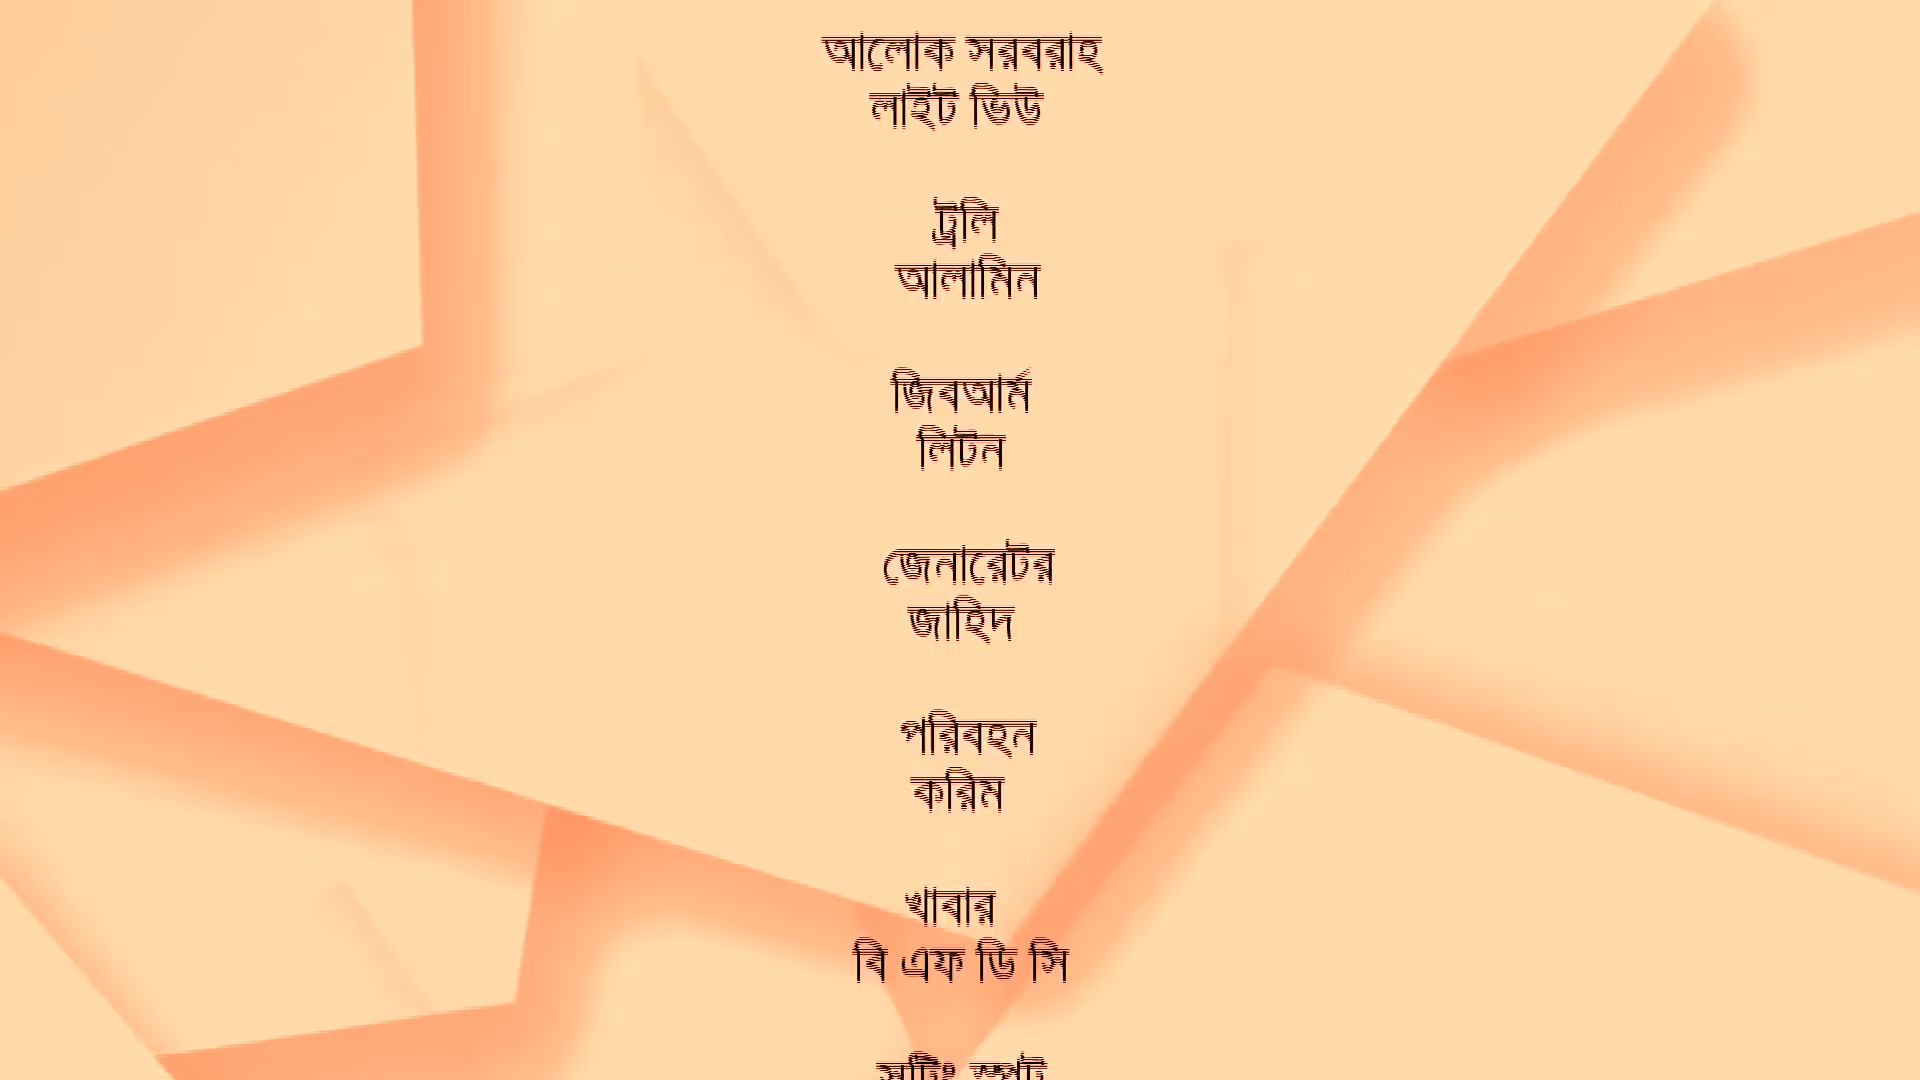 আলোক সরবরাহ
লাইট ভিউ
ট্রলি
আলামিন
জিবআর্ম
লিটন
জেনারেটর
জাহিদ
পরিবহন
করিম
খাবার
বি এফ ডি সি